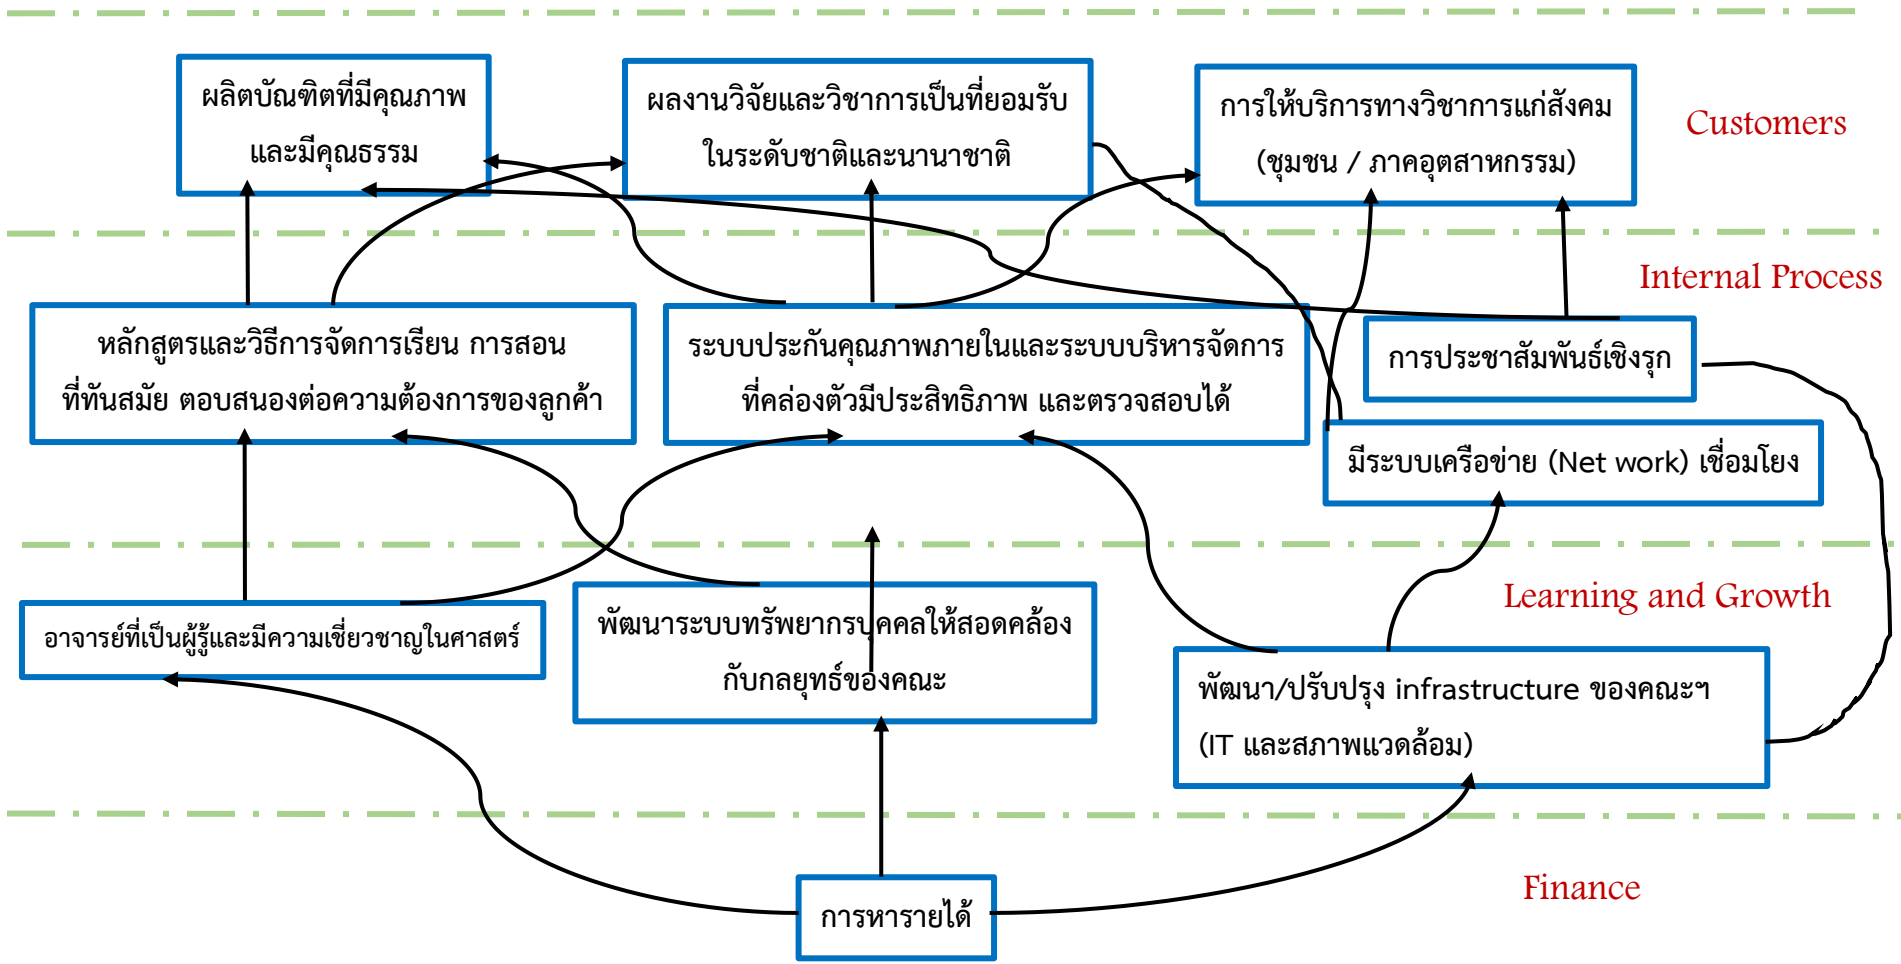 ผลิตบัณฑิตที่มีคุณภาพ
และมีคุณธรรม
ผลงานวิจัยและวิชาการเป็นที่ยอมรับ
ในระดับชาติและนานาชาติ
การให้บริการทางวิชาการแก่สังคม
(ชุมชน / ภาคอุตสาหกรรม)
Customers
Internal Process
หลักสูตรและวิธีการจัดการเรียน การสอน
ที่ทันสมัย ตอบสนองต่อความต้องการของลูกค้า
ระบบประกันคุณภาพภายในและระบบบริหารจัดการ
ที่คล่องตัวมีประสิทธิภาพ และตรวจสอบได้
การประชาสัมพันธ์เชิงรุก
มีระบบเครือข่าย (Net work) เชื่อมโยง
Learning and Growth
อาจารย์ที่เป็นผู้รู้และมีความเชี่ยวชาญในศาสตร์
พัฒนาระบบทรัพยากรบุคคลให้สอดคล้อง
กับกลยุทธ์ของคณะ
พัฒนา/ปรับปรุง infrastructure ของคณะฯ
(IT และสภาพแวดล้อม)
Finance
การหารายได้